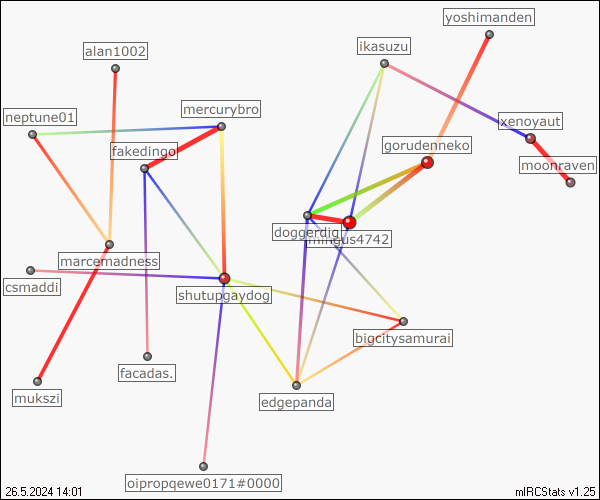 yoshimanden
ikasuzu
alan1002
mercurybro
neptune01
xenoyaut
gorudenneko
fakedingo
moonraven
doggerdig
mingus4742
marcemadness
csmaddi
shutupgaydog
bigcitysamurai
facadas.
mukszi
edgepanda
oipropqewe0171#0000
26.5.2024 14:01
mIRCStats v1.25